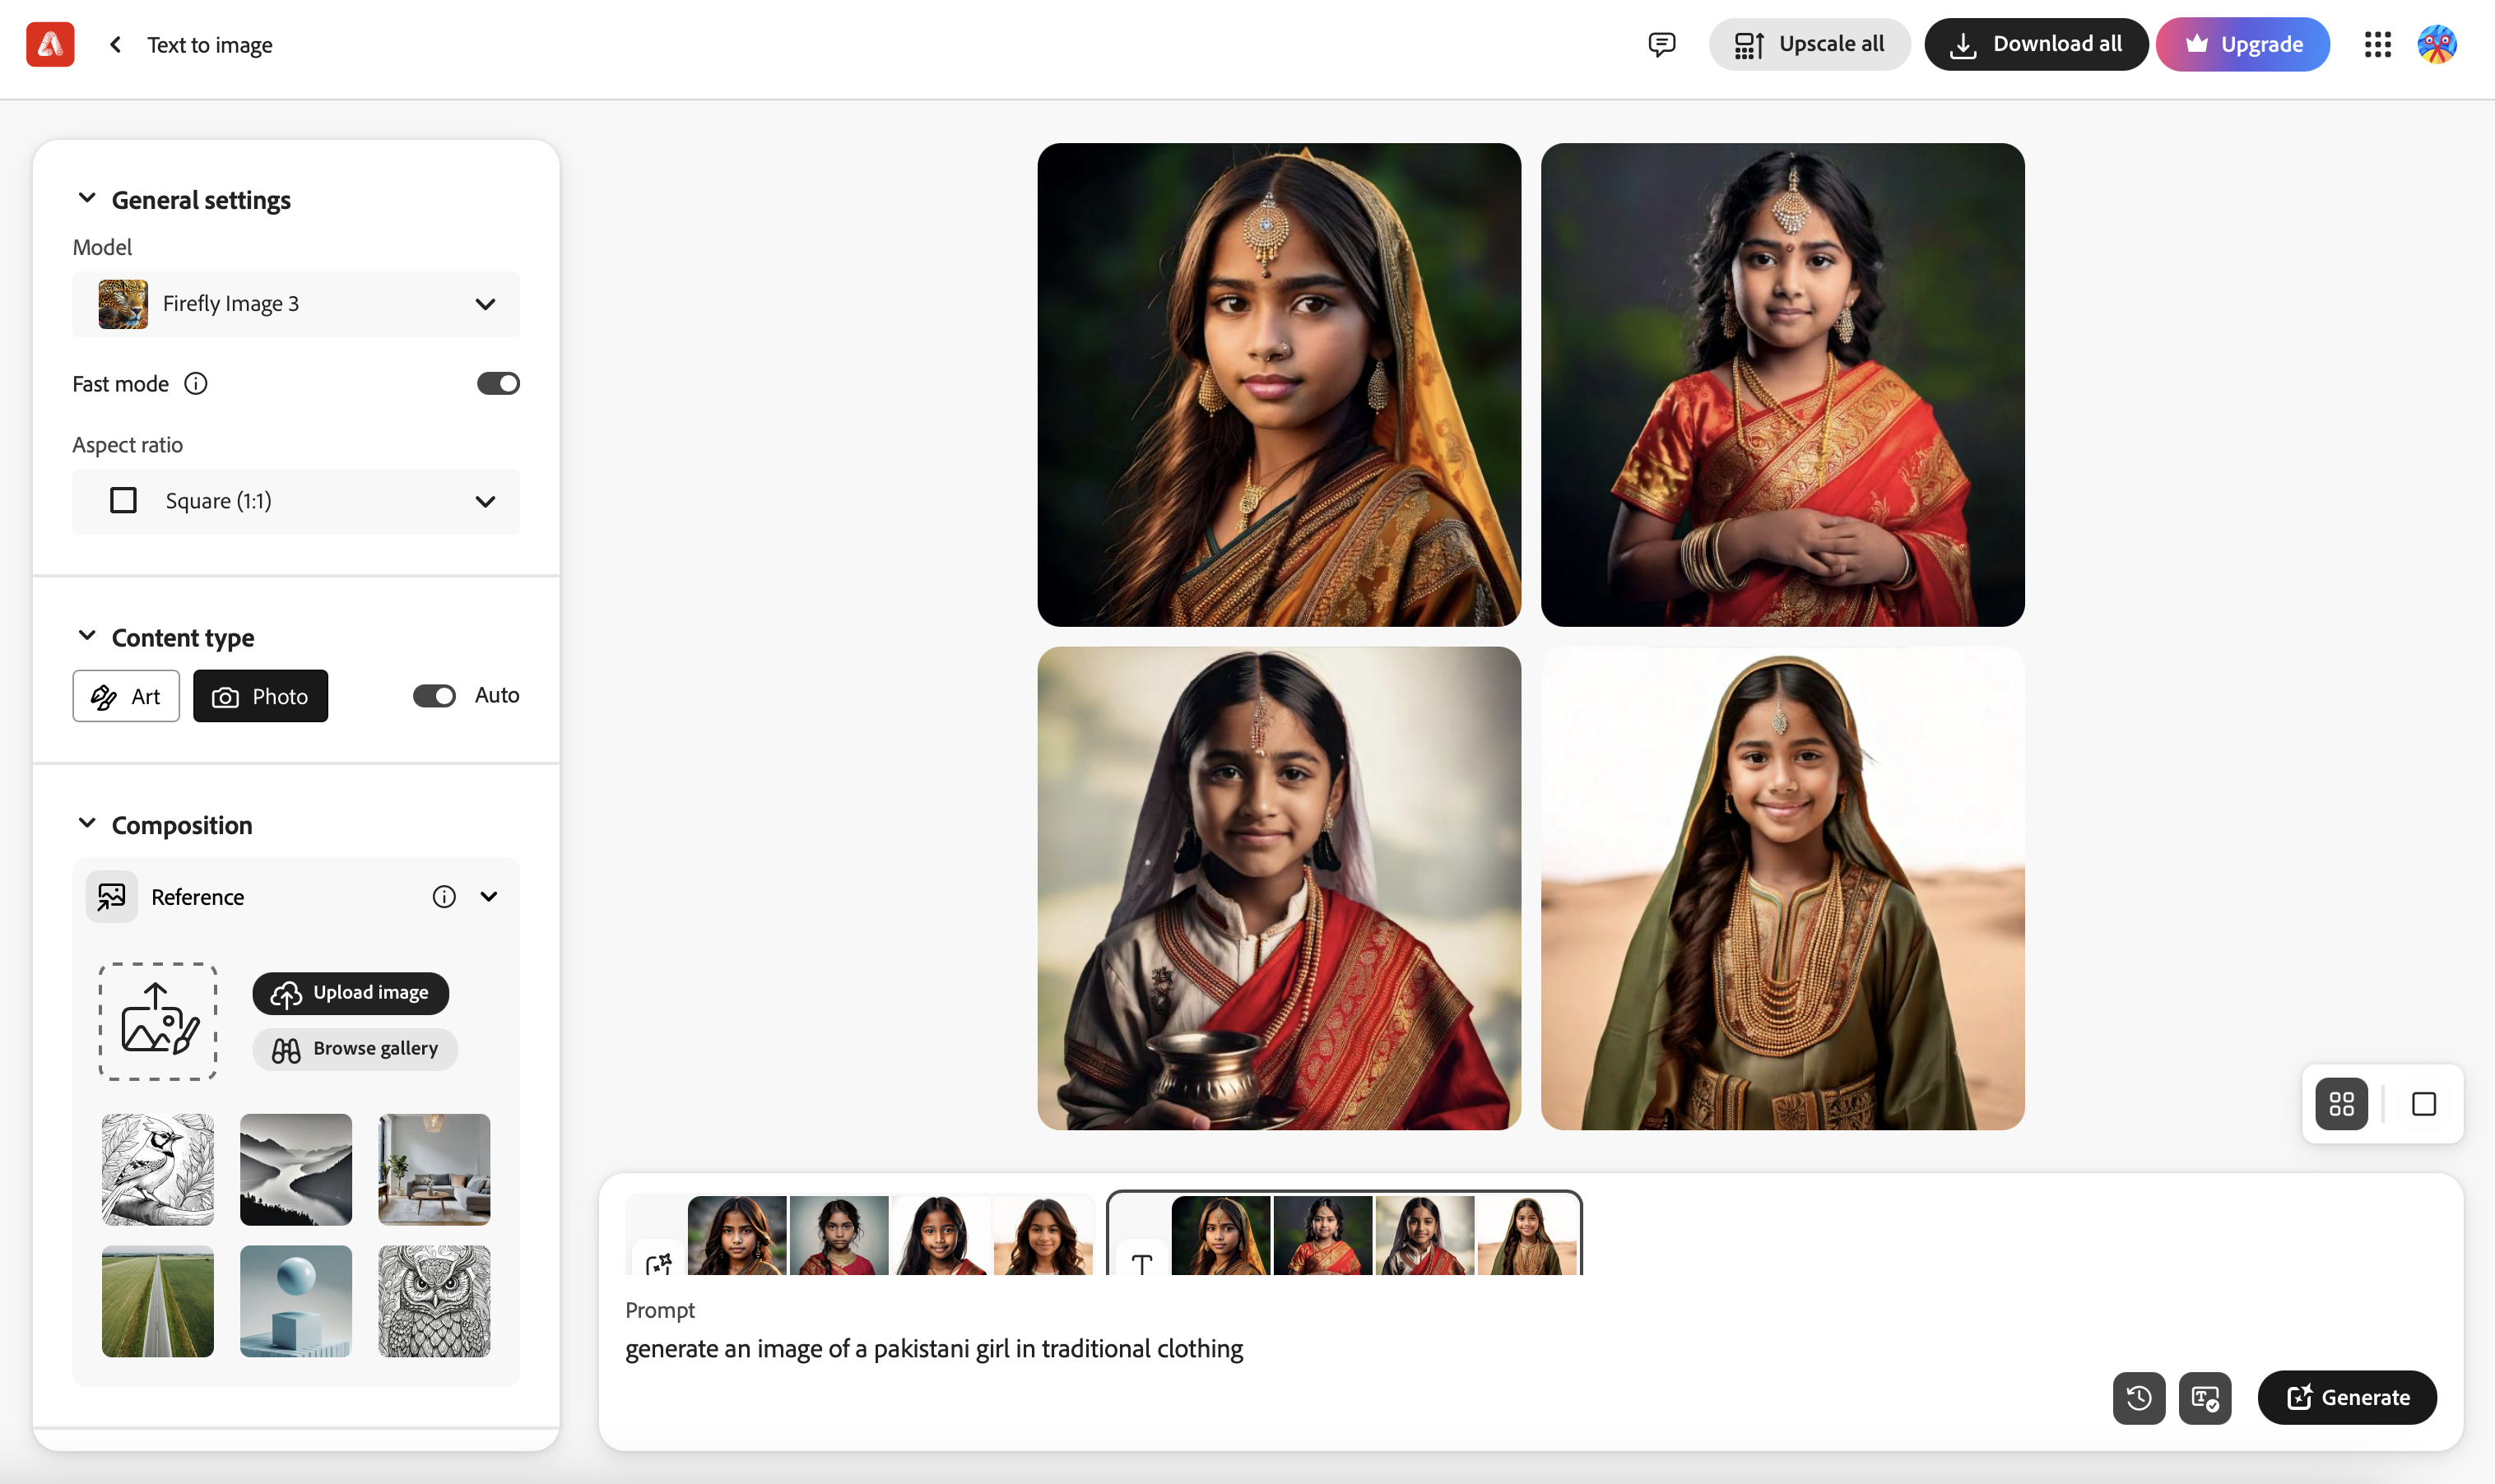 Text to image
Upscale all
Download all
Upgrade
General settings
Model
Firefly Image 3
Fast mode
Aspect ratio
Square (1:1)
Content type
Art
Photo
Auto
Composition
Reference
Upload image
Browse gallery
Prompt
generate an image of a pakistani girl in traditional clothing
Generate